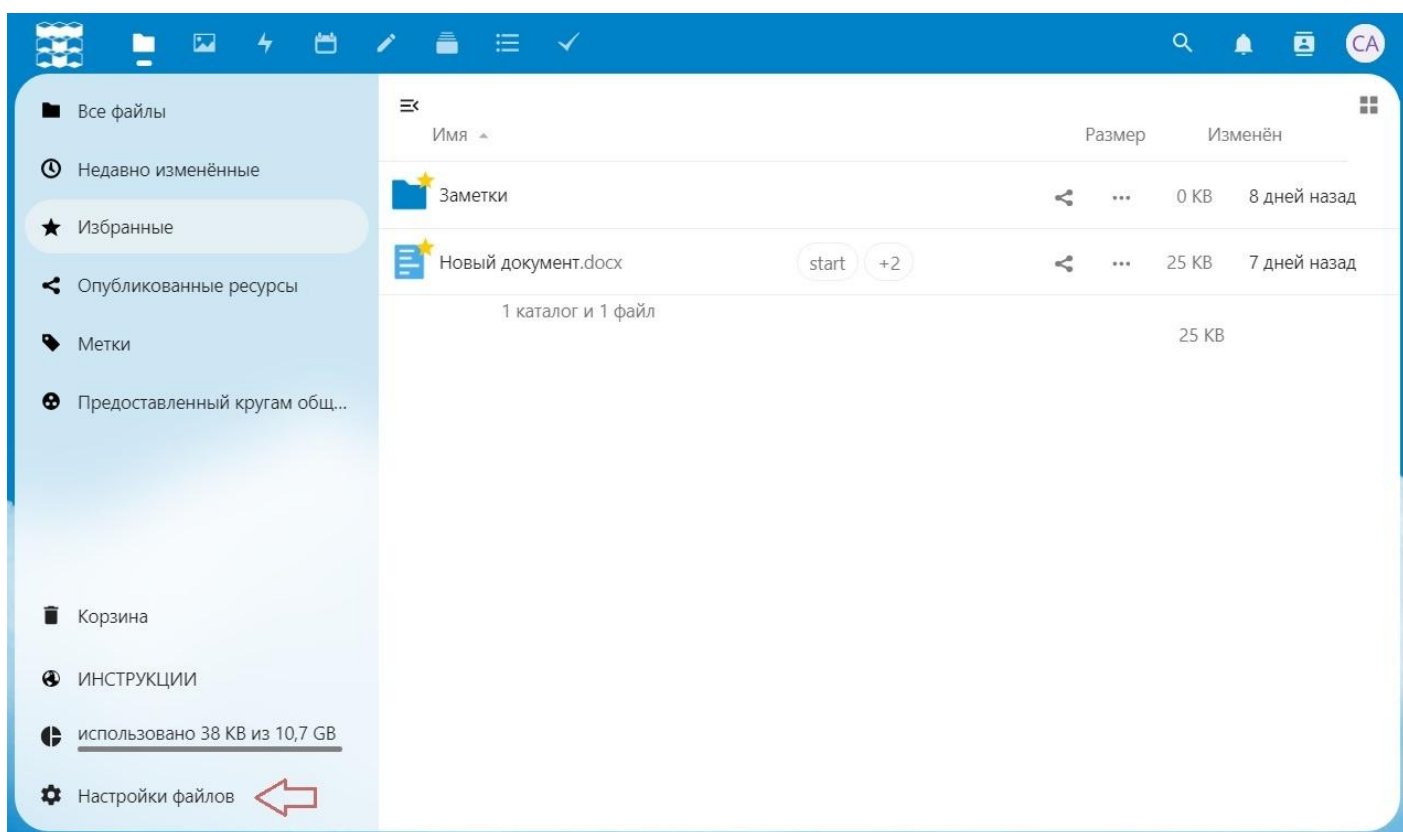 CA
Все файлы
Недавно изменённые
Избранные
Опубликованные ресурсы
Метки
Предоставленный кругам общ...
Корзина
ИНСТРУКЦИИ
использовано 38 KB из 10,7 GB
Настройки файлов
Имя Размер Изменён
Заметки 0 KB 8 дней назад
Новый документ.docx start +2 25 KB 7 дней назад
1 каталог и 1 файл
25 KB